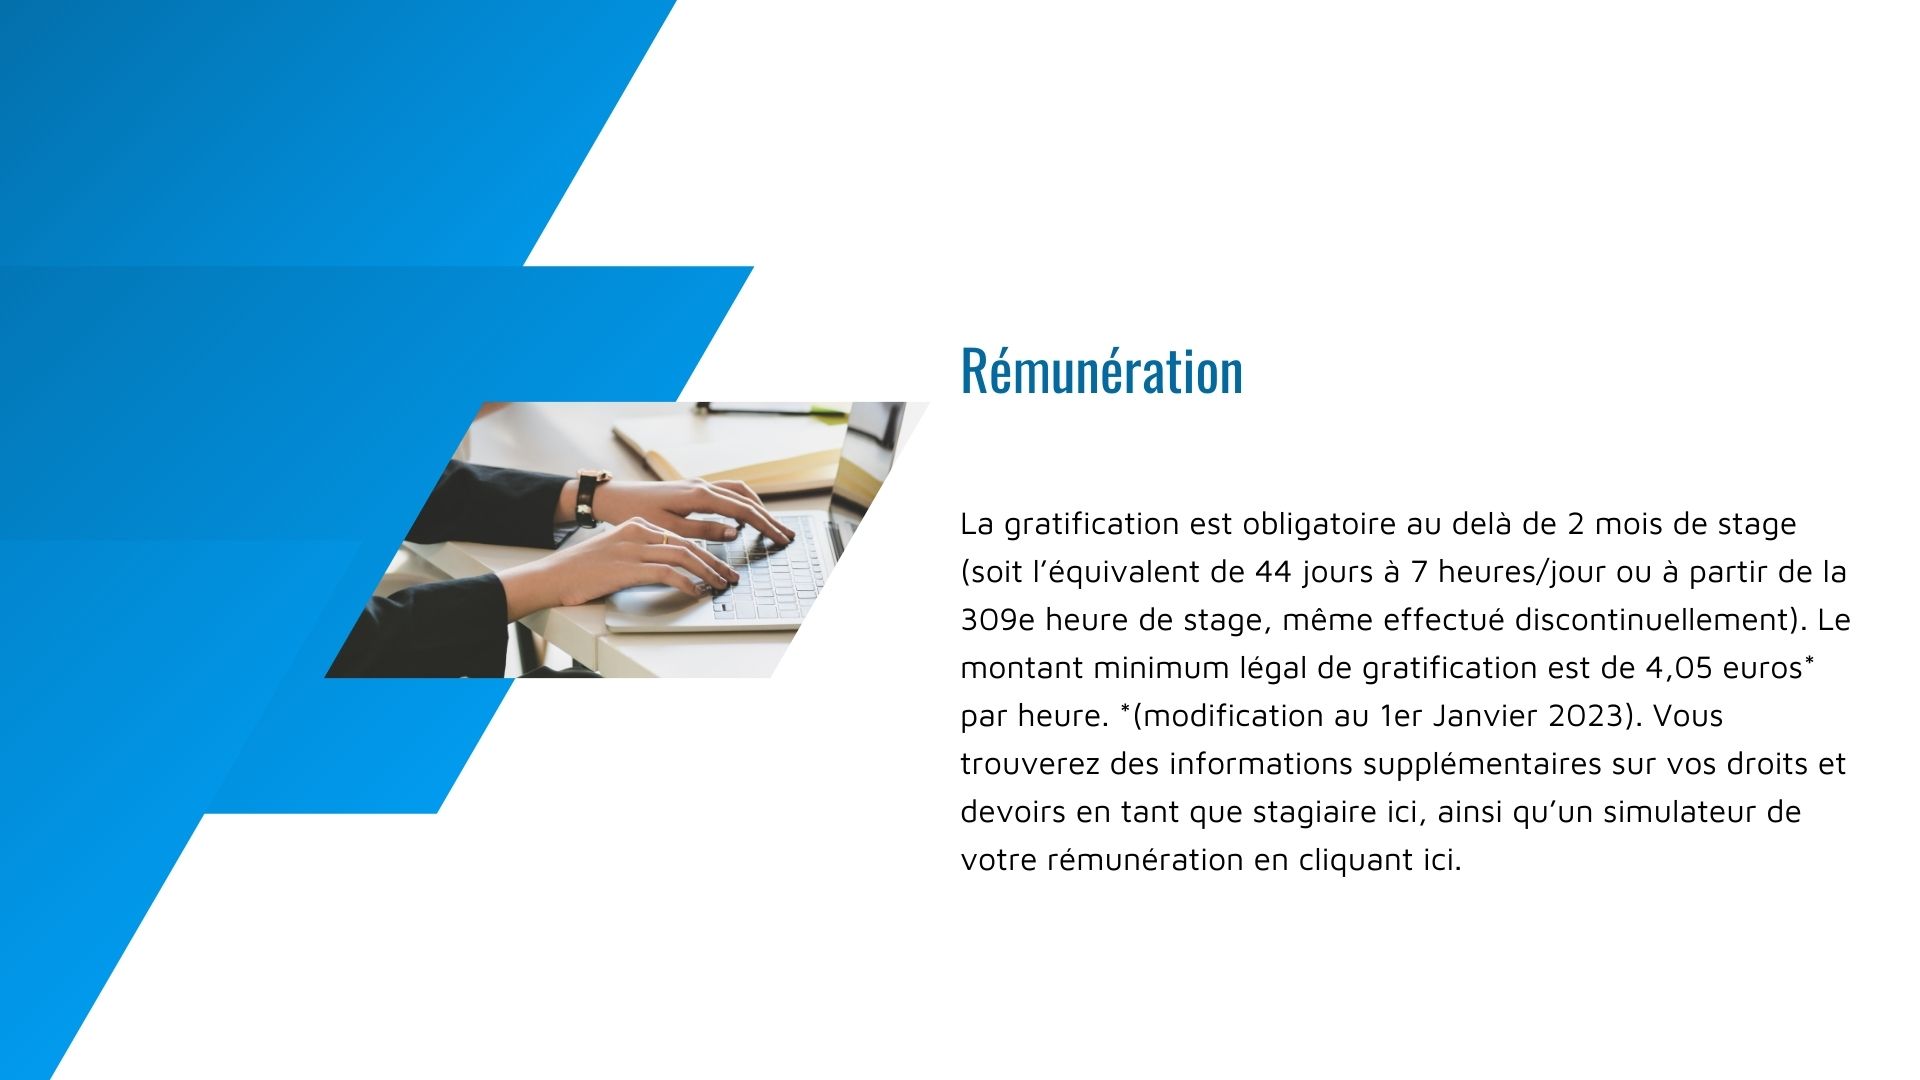 Rémunération
La gratification est obligatoire au delà de 2 mois de stage
(soit l’équivalent de 44 jours à 7 heures/jour ou à partir de la
309e heure de stage, même effectué discontinuellement). Le
montant minimum légal de gratification est de 4,05 euros*
par heure. *(modification au 1er Janvier 2023). Vous
trouverez des informations supplémentaires sur vos droits et
devoirs en tant que stagiaire ici, ainsi qu’un simulateur de
votre rémunération en cliquant ici.